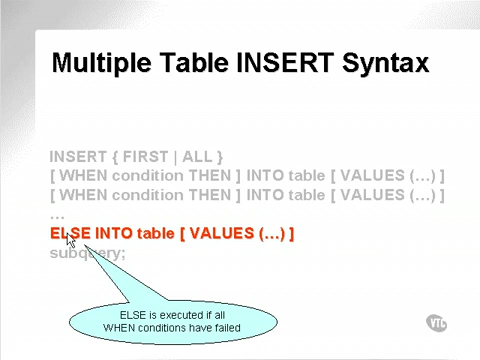 Multiple Table INSERT Syntax
INSERT { FIRST | ALL }
[ WHEN condition THEN ] INTO table [ VALUES (…) ]
[ WHEN condition THEN ] INTO table [ VALUES (…) ]
…
ELSE INTO table [ VALUES (…) ]
subquery;
ELSE is executed if all
WHEN conditions have failed
VTC